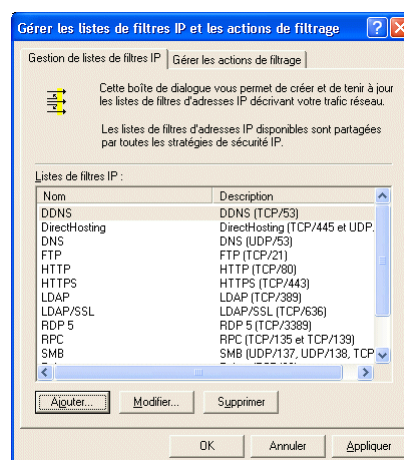 Gérer les listes de filtres IP et les actions de filtrage
Gestion de listes de filtres IP
Gérer les actions de filtrage
Cette boîte de dialogue vous permet de créer et de tenir à jour
les listes de filtres d'adresses IP décrivant votre trafic réseau.
Les listes de filtres d'adresses IP disponibles sont partagées
par toutes les stratégies de sécurité IP.
Listes de filtres IP :
Nom Description
DDNS DDNS (TCP/53)
DirectHosting DirectHosting (TCP/445 et UDP.
DNS DNS (UDP/53)
FTP FTP (TCP/21)
HTTP HTTP (TCP/80)
HTTPS HTTPS (TCP/443)
LDAP LDAP (TCP/389)
LDAP/SSL LDAP/SSL (TCP/636)
RDP 5 RDP 5 (TCP/3389)
RPC RPC (TCP/135 et TCP/139)
SMB SMB (UDP/137, UDP/138, TCP
Ajouter... Modifier... Supprimer
OK Annuler Appliquer